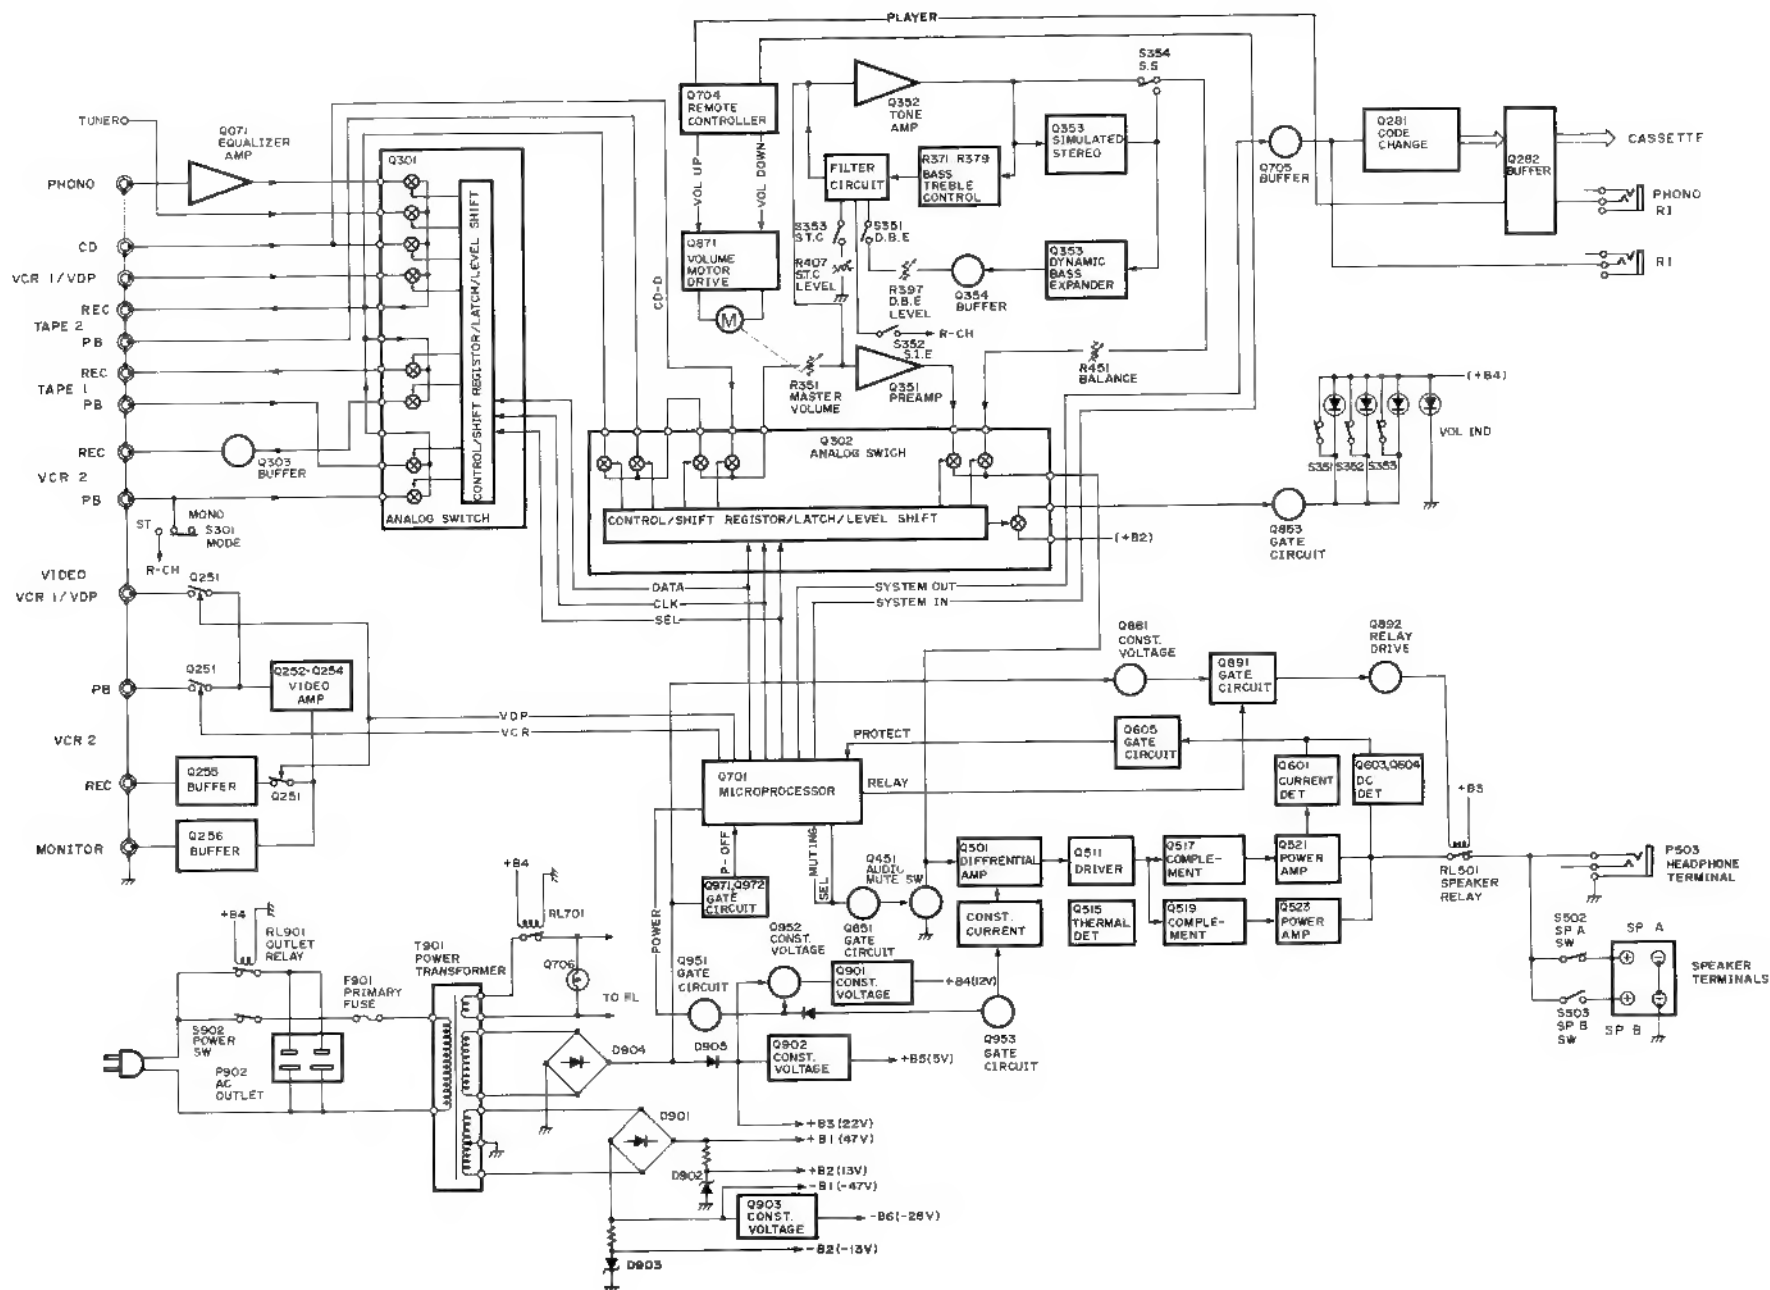 PLAYER
TUNER
Q071
EQUALIZER
AMP
PHONO
CD
VCR 1/VDP
REC
TAPE 2
PB
REC
TAPE 1
PB
REC
Q303
BUFFER
VCR 2
PB
ST
MONO
S301
MODE
R-CH
Q301
CONTROL/SHIFT REGISTOR/LATCH/LEVEL SHIFT
ANALOG SWITCH
CD-D
Q704
REMOTE
CONTROLLER
VOL UP
VOL DOWN
Q871
VOLUME
MOTOR
DRIVE
M
R351
MASTER
VOLUME
Q352
TONE
AMP
FILTER
CIRCUIT
R371 R379
BASS
TREBLE
CONTROL
Q353
SIMULATED
STEREO
S354
S.S
S353
S.T.C
S351
D.B.E
R407
S.T.C
LEVEL
R397
D.B.E
LEVEL
Q354
BUFFER
Q353
DYNAMIC
BASS
EXPANDER
R-CH
S352
S.I.E
Q351
PREAMP
R451
BALANCE
Q705
BUFFER
Q281
CODE
CHANGE
Q282
BUFFER
CASSETTE
PHONO
RI
RI
(+B4)
VOL IND
S351
S352
S353
Q853
GATE
CIRCUIT
Q302
ANALOG SWICH
CONTROL/SHIFT REGISTOR/LATCH/LEVEL SHIFT
(+B2)
DATA
CLK
SEL
SYSTEM OUT
SYSTEM IN
VIDEO
VCR 1/VDP
Q251
PB
Q251
Q252-Q254
VIDEO
AMP
VCR 2
REC
Q255
BUFFER
Q251
MONITOR
Q256
BUFFER
VDP
VCR
Q701
MICROPROCESSOR
PROTECT
RELAY
Q881
CONST.
VOLTAGE
Q891
GATE
CIRCUIT
Q892
RELAY
DRIVE
Q605
GATE
CIRCUIT
Q601
CURRENT
DET
Q603,Q604
DC
DET
+B3
P-OFF
MUTING
SEL
POWER
Q971,Q972
GATE
CIRCUIT
Q451
AUDIO
MUTE SW
Q851
GATE
CIRCUIT
Q501
DIFFRENTIAL
AMP
CONST.
CURRENT
Q511
DRIVER
Q515
THERMAL
DET
Q517
COMPLE-
MENT
Q519
COMPLE-
MENT
Q521
POWER
AMP
Q523
POWER
AMP
RL501
SPEAKER
RELAY
P503
HEADPHONE
TERMINAL
S502
SP A
SW
SP A
SPEAKER
TERMINALS
S503
SP B
SW
SP B
+B4
RL901
OUTLET
RELAY
F901
PRIMARY
FUSE
T901
POWER
TRANSFORMER
S902
POWER
SW
P902
AC
OUTLET
+B4
RL701
Q706
TO PL
Q951
GATE
CIRCUIT
Q952
CONST.
VOLTAGE
Q901
CONST.
VOLTAGE
+B4(12V)
Q953
GATE
CIRCUIT
D904
D905
Q902
CONST.
VOLTAGE
+B5(5V)
D901
+B3(22V)
+B1(47V)
D902
+B2(13V)
-B1(-47V)
Q903
CONST.
VOLTAGE
-B6(-28V)
-B2(-13V)
D903